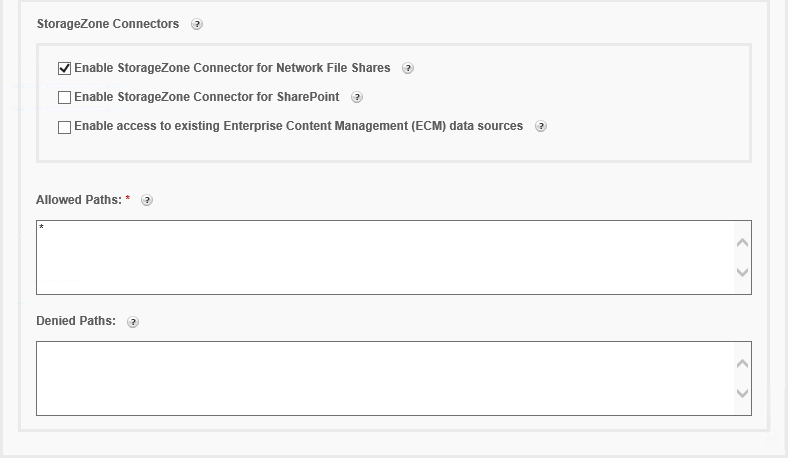 StorageZone Connectors ?
Enable StorageZone Connector for Network File Shares ?
Enable StorageZone Connector for SharePoint ?
Enable access to existing Enterprise Content Management (ECM) data sources ?
Allowed Paths: * ?
*
Denied Paths: ?